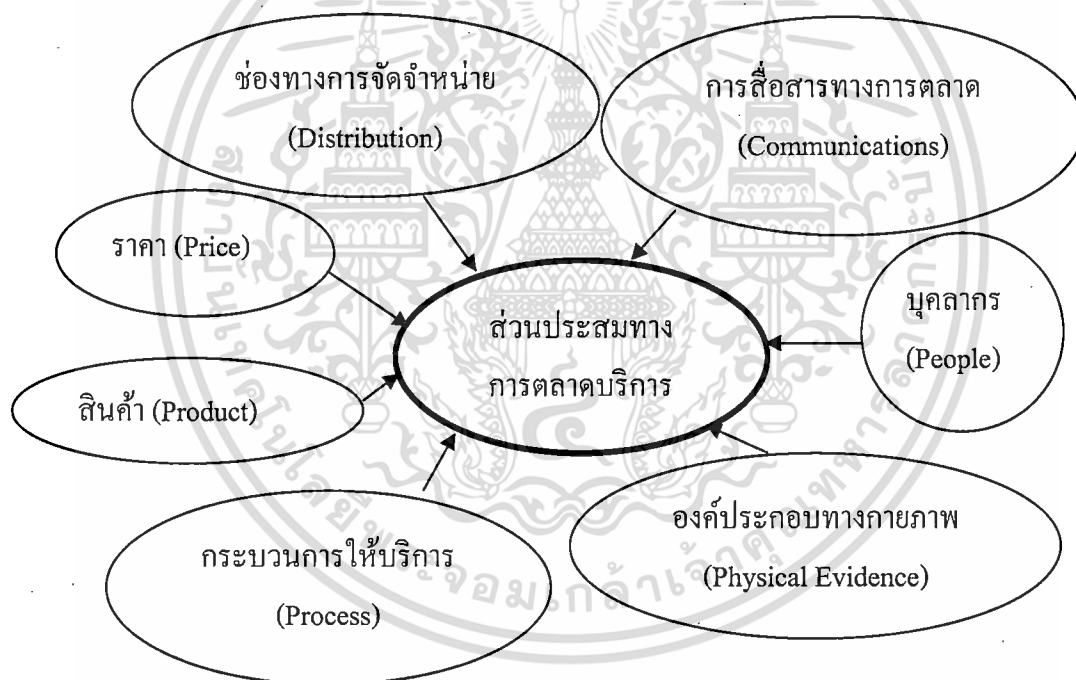 ช่องทางการจัดจำหน่าย
(Distribution)
การสื่อสารทางการตลาด
(Communications)
ราคา (Price)
บุคลากร
(People)
ส่วนประสมทาง
การตลาดบริการ
สินค้า (Product)
กระบวนการให้บริการ
(Process)
องค์ประกอบทางกายภาพ
(Physical Evidence)